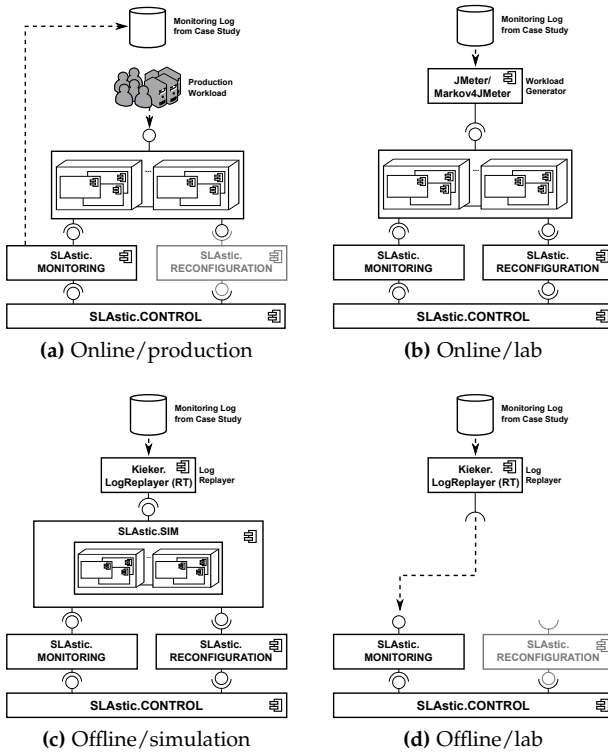 Monitoring Log
from Case Study
Production
Workload
...
SLAstic.
MONITORING
SLAstic.
RECONFIGURATION
SLAstic.CONTROL
(a) Online/production
Monitoring Log
from Case Study
JMeter/
Markov4JMeter
Workload
Generator
...
SLAstic.
MONITORING
SLAstic.
RECONFIGURATION
SLAstic.CONTROL
(b) Online/lab
Monitoring Log
from Case Study
Kieker.
LogReplayer (RT)
Log
Replayer
SLAstic.SIM
...
SLAstic.
MONITORING
SLAstic.
RECONFIGURATION
SLAstic.CONTROL
(c) Offline/simulation
Monitoring Log
from Case Study
Kieker.
LogReplayer (RT)
Log
Replayer
SLAstic.
MONITORING
SLAstic.
RECONFIGURATION
SLAstic.CONTROL
(d) Offline/lab